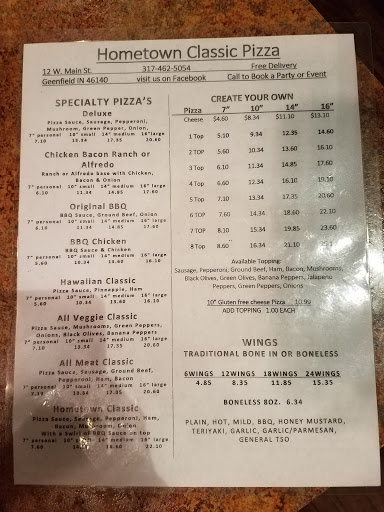 Hometown Classic Pizza
12 W. Main St. 317-462-5054 Free Delivery
Geenfield IN 46140 visit us on Facebook Call to Book a Party or Event
SPECIALTY PIZZA'S
Deluxe
Pizza Sauce, Sausage, Pepperoni,
Mushroom, Green Pepper, Onion.
7" personal 10" small 14" medium 16"large
7.10 13.34 17.35 20.60
Chicken Bacon Ranch or
Alfredo
Ranch or Alfredo base with Chicken,
Bacon & Onion
7" personal 10" small 14" medium 16" large
6.10 11.34 14.85 17.60
Original BBQ
BBQ Sauce, Ground Beef, Onion
7" personal 10" small 14" medium 16" large
6.10 11.34 14.85 17.60
BBQ Chicken
BBQ Sauce & Chicken
7" personal 10" small 14" medium 16" large
5.60 10.34 13.60 16.10
Hawaiian Classic
Pizza Sauce, Pineapple, Ham
7" personal 10" small 14" medium 16" large
5.60 20.34 13.60 16.10
All Veggie Classic
Pizza Sauce, Mushrooms, Green Peppers,
Onions, Black Olives, Banana Peppers
7" personal 10" small 14" medium 16" large
7.10 13.34 17.35 20.60
All Meat Classic
Pizza Sauce, Sausage, Ground Beef,
Pepperoni, Ham, Bacon
7" personal 10" small 14" medium 16" large
7.10 13.34 17.35 20.60
Hometown Classic
Pizza Sauce, Sausage, Pepperoni, Ham,
Bacon, Mushroom, Onion
With a Swirl of BBQ Sauce on top
7" personal 10" small 14" medium 16" large
7.60 14.34 18.60 22.10
CREATE YOUR OWN
Pizza 7" 10" 14" 16"
Cheese $4.60 $8.34 $11.10 $13.10
1 Top 5.10 9.34 12.35 14.60
2 TOP 5.60 10.34 13.60 16.10
3 Top 6.10 11.34 14.85 17.60
4 Top 6.60 12.34 16.10 19.10
5 Top 7.10 13.34 17.35 20.60
6 TOP 7.60 14.34 18.60 22.10
7 TOP 8.10 15.34 19.85 23.60
8 Top 8.60 16.34 21.10
Available Topping:
Sausage, Pepperoni, Ground Beef, Ham, Bacon, Mushrooms,
Black Olives, Green Olives, Banana Peppers, Jalapeno
Peppers, Green Peppers, Onions
10" Gluten free cheese Pizza 10.99
ADD TOPPING 1.00 EACH
WINGS
TRADITIONAL BONE IN OR BONELESS
6WINGS 12WINGS 18WINGS 24WINGS
4.85 8.35 11.85 15.35
BONELESS 8OZ. 6.34
PLAIN, HOT, MILD, BBQ, HONEY MUSTARD,
TERIYAKI, GARLIC, GARLIC/PARMESAN,
GENERAL TSO